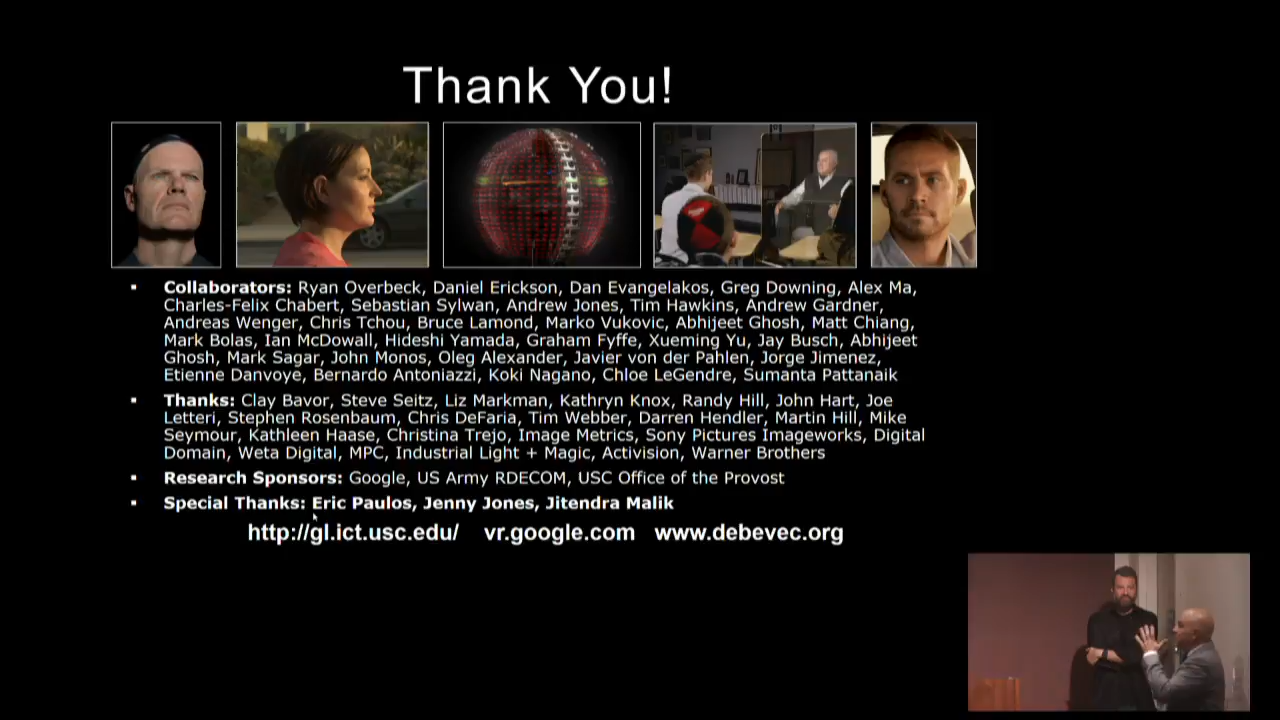 Thank You!
▪ Collaborators: Ryan Overbeck, Daniel Erickson, Dan Evangelakos, Greg Downing, Alex Ma,
Charles-Felix Chabert, Sebastian Sylwan, Andrew Jones, Tim Hawkins, Andrew Gardner,
Andreas Wenger, Chris Tchou, Bruce Lamond, Marko Vukovic, Abhijeet Ghosh, Matt Chiang,
Mark Bolas, Ian McDowall, Hideshi Yamada, Graham Fyffe, Xueming Yu, Jay Busch, Abhijeet
Ghosh, Mark Sagar, John Monos, Oleg Alexander, Javier von der Pahlen, Jorge Jimenez,
Etienne Danvoye, Bernardo Antoniazzi, Koki Nagano, Chloe LeGendre, Sumanta Pattanaik
▪ Thanks: Clay Bavor, Steve Seitz, Liz Markman, Kathryn Knox, Randy Hill, John Hart, Joe
Letteri, Stephen Rosenbaum, Chris DeFaria, Tim Webber, Darren Hendler, Martin Hill, Mike
Seymour, Kathleen Haase, Christina Trejo, Image Metrics, Sony Pictures Imageworks, Digital
Domain, Weta Digital, MPC, Industrial Light + Magic, Activision, Warner Brothers
▪ Research Sponsors: Google, US Army RDECOM, USC Office of the Provost
▪ Special Thanks: Eric Paulos, Jenny Jones, Jitendra Malik
http://gl.ict.usc.edu/ vr.google.com www.debevec.org